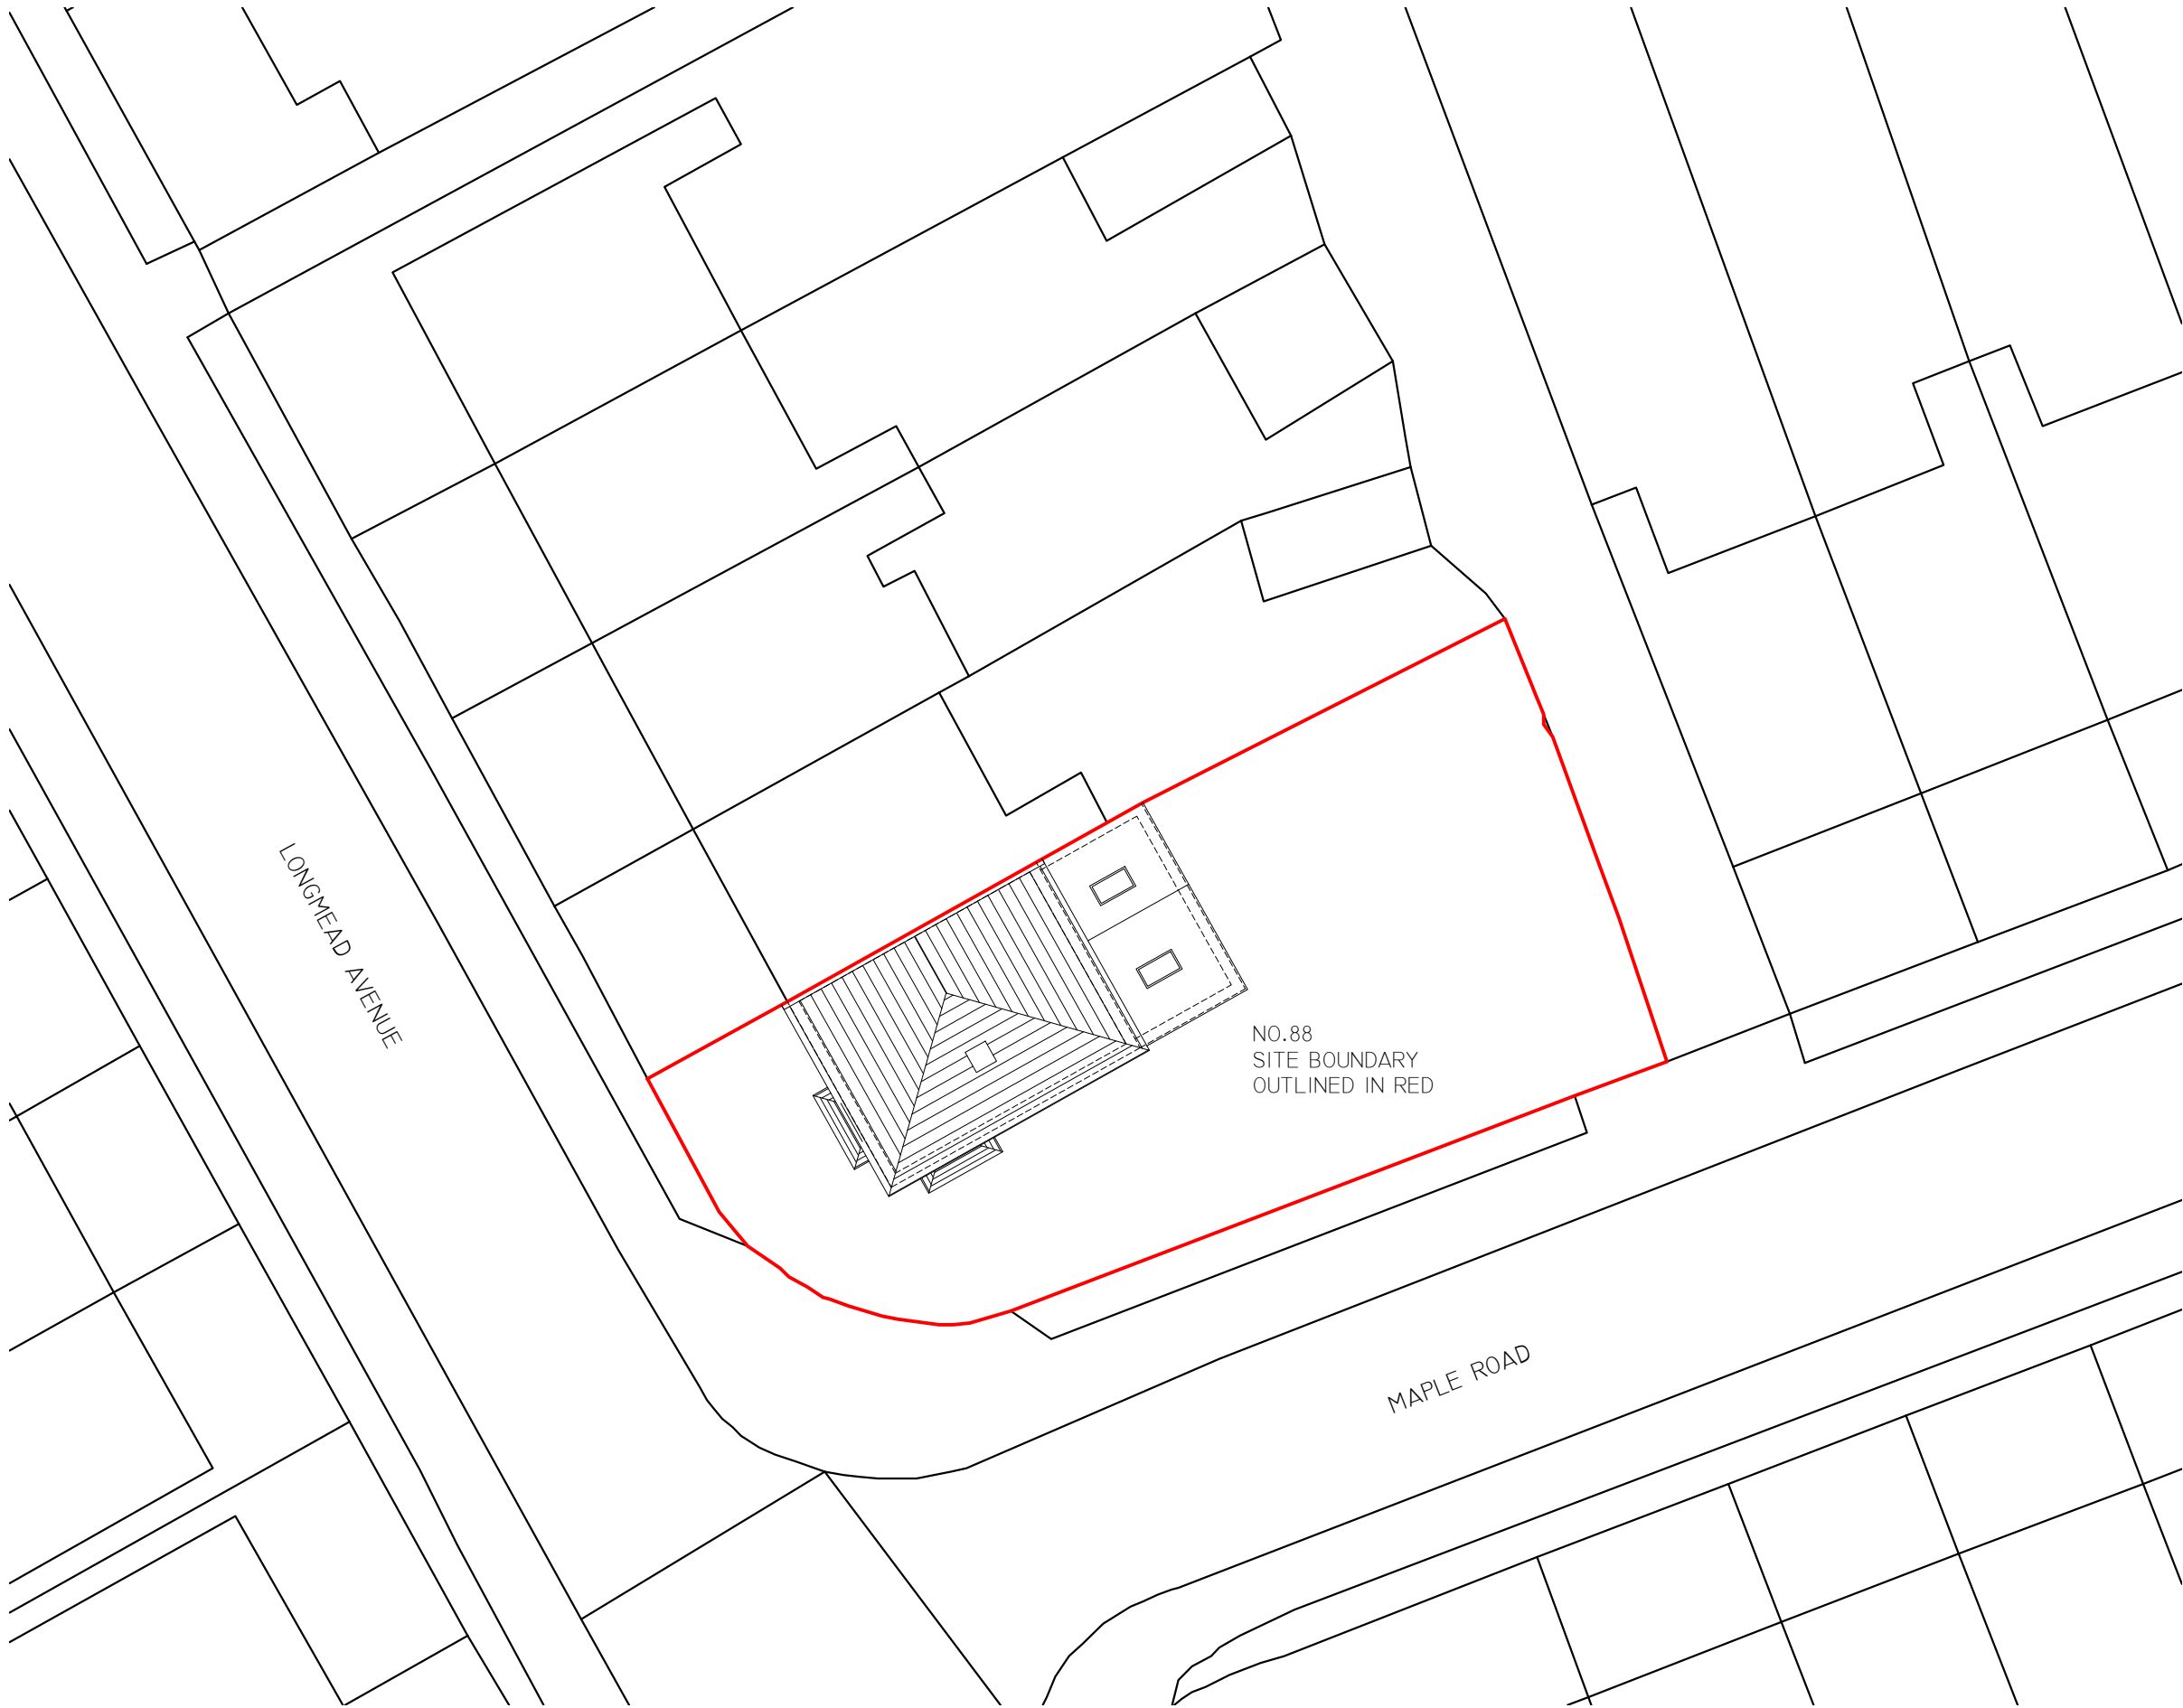 LONGMEAD AVENUE
NO.88
SITE BOUNDARY
OUTLINED IN RED
MAPLE ROAD